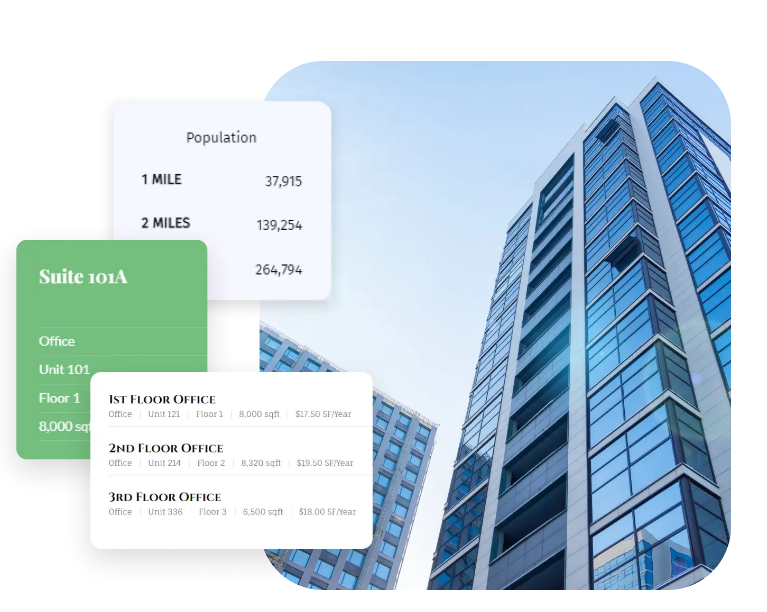 Population
1 MILE 37,915
2 MILES 139,254
264,794
Suite 101A
Office
Unit 101
Floor 1
8,000 sqf
1st Floor Office
Office | Unit 121 | Floor 1 | 8,000 sqft | $17.50 SF/Year
2nd Floor Office
Office | Unit 214 | Floor 2 | 8,320 sqft | $19.50 SF/Year
3rd Floor Office
Office | Unit 336 | Floor 3 | 6,500 sqft | $18.00 SF/Year